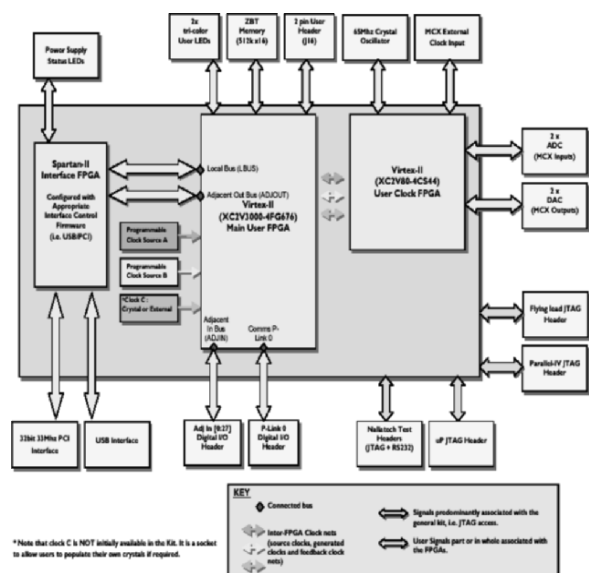 2x
tri-color
User LEDs
ZBT
Memory
(512k x16)
2 pin User
Header
(J16)
65Mhz Crystal
Oscillator
MCX External
Clock Input
Power Supply
Status LEDs
Spartan-II
Interface FPGA
Configured with
Appropriate
Interface Control
Firmware
(i.e. USB/PCI)
Local Bus (LBUS)
Adjacent Out Bus (ADJOUT)
Virtex-II
(XC2V3000-4FG676)
Main User FPGA
Virtex-II
(XC2V80-4CS44)
User Clock FPGA
2 x
ADC
(MCX Inputs)
2 x
DAC
(MCX Outputs)
Programmable
Clock Source A
Programmable
Clock Source B
*Clock C :
Crystal or External
Adjacent
In Bus
(ADJIN)
Comms P-
Link 0
Flying lead JTAG
Header
Parallel-IV JTAG
Header
32bit 33Mhz PCI
Interface
USB Interface
Adj In [0:27]
Digital I/O
Header
P-Link 0
Digital I/O
Header
Nallatech Test
Headers
(JTAG + RS232)
uP JTAG Header
KEY
Connected bus
Inter-FPGA Clock nets
(source clocks, generated
clocks and feedback clock
nets)
Signals predominantly associated with the
general kit, i.e. JTAG access.
User Signals part or in whole associated with
the FPGAs.
* Note that clock C is NOT initially available in the Kit. It is a socket
to allow users to populate their own crystals if required.